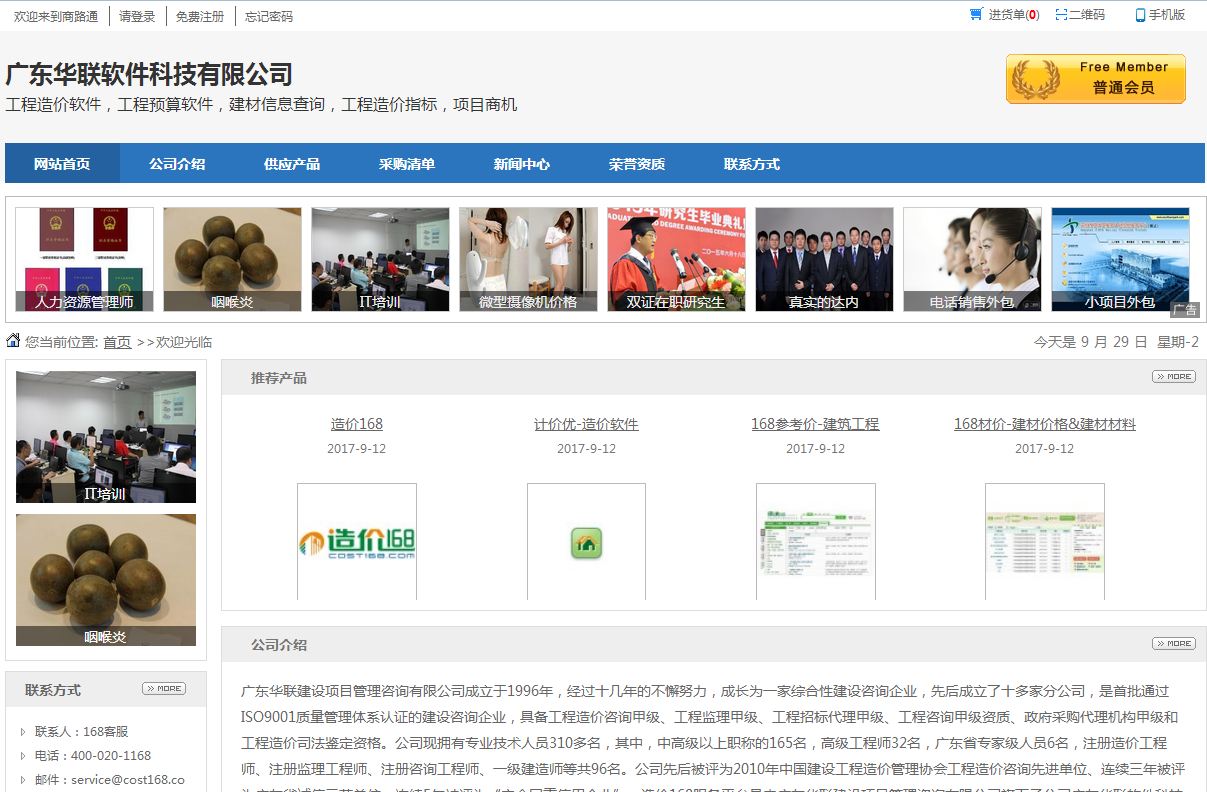 欢迎来到商路通 请登录 免费注册 忘记密码
进货单(0) 二维码 手机版
广东华联软件科技有限公司
工程造价软件，工程预算软件，建材信息查询，工程造价指标，项目商机
Free Member
普通会员
网站首页 公司介绍 供应产品 采购清单 新闻中心 荣誉资质 联系方式
人力资源管理师 咽喉炎 IT培训 微型摄像机价格 双证在职研究生 真实的达内 电话销售外包 小项目外包
广告
您当前位置: 首页 >>欢迎光临
今天是 9 月 29 日 星期-2
IT培训
咽喉炎
推荐产品
MORE
造价168 计价优-造价软件 168参考价-建筑工程 168材价-建材价格&建材材料
2017-9-12 2017-9-12 2017-9-12 2017-9-12
造价168
COST168.COM
公司介绍
MORE
广东华联建设项目管理咨询有限公司成立于1996年，经过十几年的不懈努力，成长为一家综合性建设咨询企业，先后成立了十多家分公司，是首批通过
ISO9001质量管理体系认证的建设咨询企业，具备工程造价咨询甲级、工程监理甲级、工程招标代理甲级、工程咨询甲级资质、政府采购代理机构甲级和
工程造价司法鉴定资格。公司现拥有专业技术人员310多名，其中，中高级以上职称的165名，高级工程师32名，广东省专家级人员6名，注册造价工程
师、注册监理工程师、注册咨询工程师、一级建造师等共96名。公司先后被评为2010年中国建设工程造价管理协会工程造价咨询先进单位、连续三年被评
联系方式
MORE
联系人：168客服
电话：400-020-1168
邮件：service@cost168.co